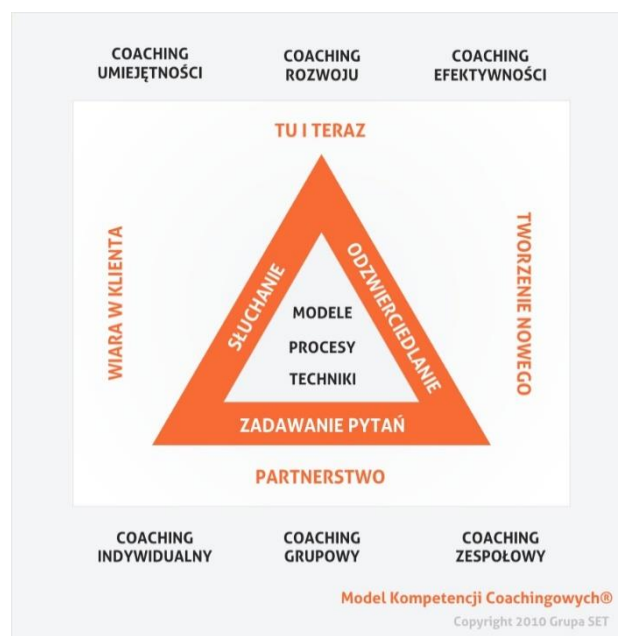 COACHING
UMIEJĘTNOŚCI
COACHING
ROZWOJU
COACHING
EFEKTYWNOŚCI
TU I TERAZ
WIARA W KLIENTA
SŁUCHANIE
ODZWIERCIEDLANIE
TWORZENIE NOWEGO
MODELE
PROCESY
TECHNIKI
ZADAWANIE PYTAŃ
PARTNERSTWO
COACHING
INDYWIDUALNY
COACHING
GRUPOWY
COACHING
ZESPOŁOWY
Model Kompetencji Coachingowych®
Copyright 2010 Grupa SET